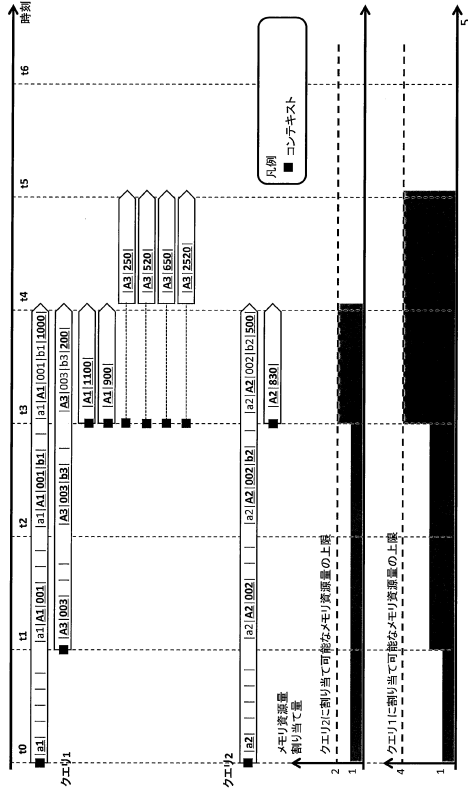 t0 t1 t2 t3 t4 t5 t6 時刻
クエリ1
a1| | | | | a1|A1|001| | | a1|A1|001|b1| | a1|A1|001|b1|1000|
A3|003| | | A3|003|b3| | A3|003|b3|200|
|A1|1100|
|A1|900|
|A3|250|
|A3|520|
|A3|650|
|A3|2520|
クエリ2
a2| | | | | a2|A2|002| | | a2|A2|002|b2| | a2|A2|002|b2|500|
|A2|830|
凡例
■ コンテキスト
メモリ資源量
割り当て量
クエリ2に割り当て可能なメモリ資源量の上限
2
1
クエリ1に割り当て可能なメモリ資源量の上限
4
1
5